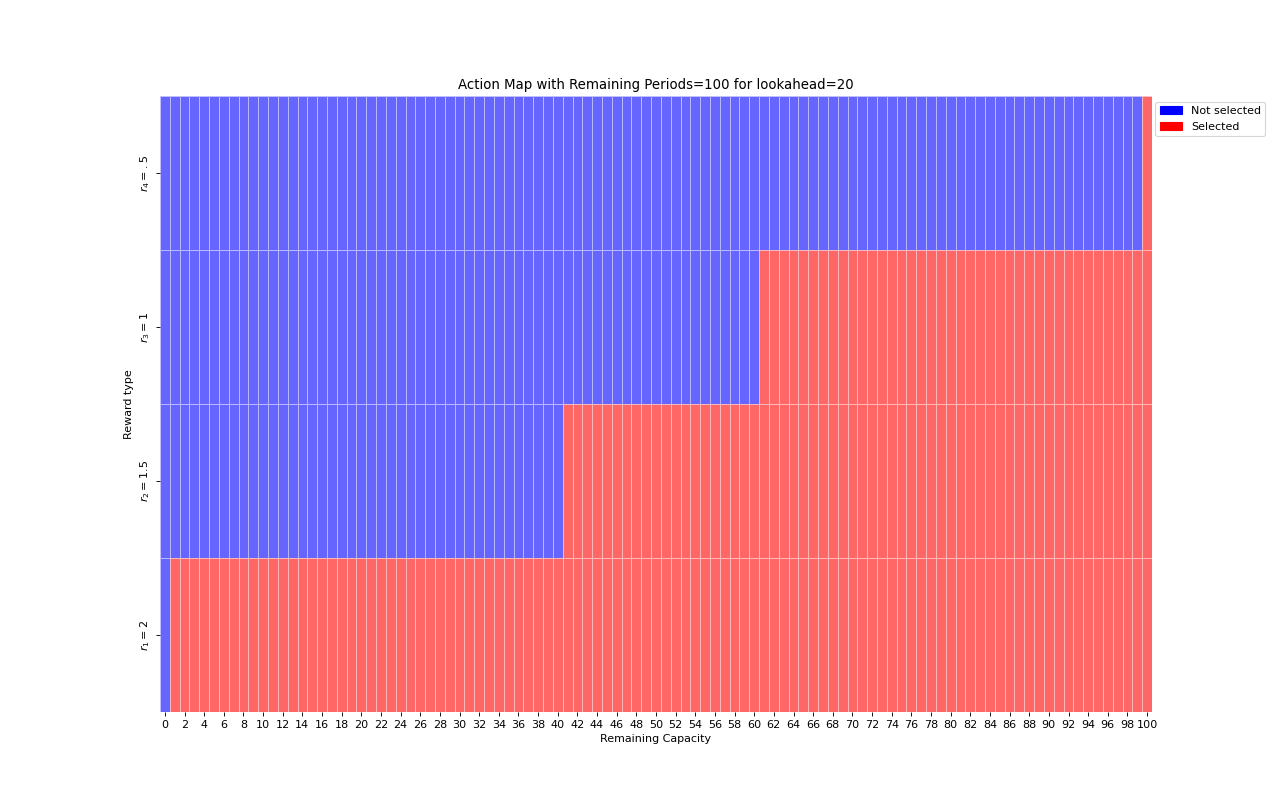 Action Map with Remaining Periods=100 for lookahead=20
Not selected
Selected
Reward type
r₄ = .5
r₃ = 1
r₂ = 1.5
r₁ = 2
0 2 4 6 8 10 12 14 16 18 20 22 24 26 28 30 32 34 36 38 40 42 44 46 48 50 52 54 56 58 60 62 64 66 68 70 72 74 76 78 80 82 84 86 88 90 92 94 96 98 100
Remaining Capacity